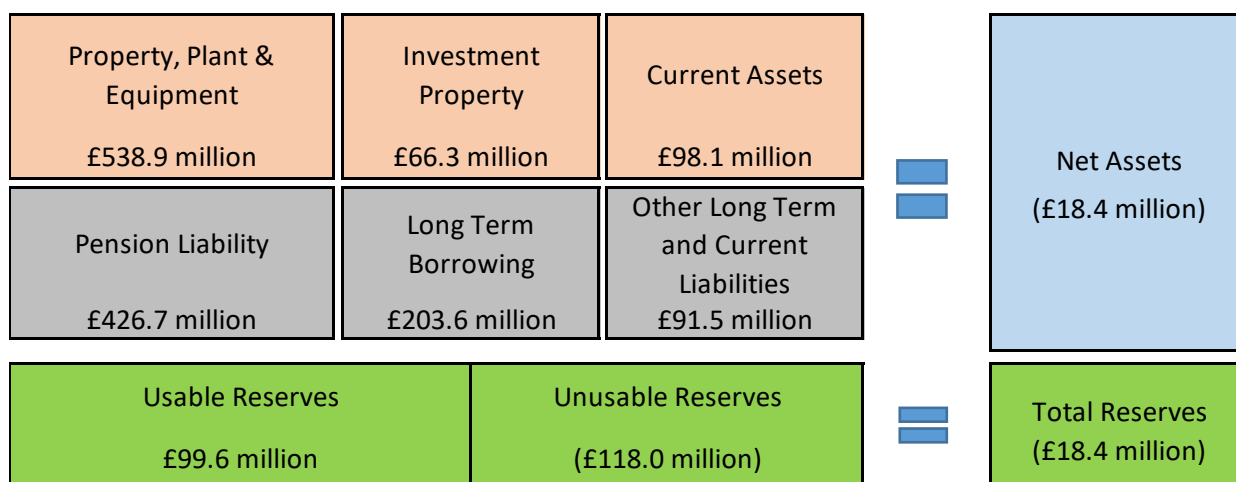 Property, Plant &
Equipment
£538.9 million
Investment
Property
£66.3 million
Current Assets
£98.1 million
Net Assets
(£18.4 million)
Pension Liability
£426.7 million
Long Term
Borrowing
£203.6 million
Other Long Term
and Current
Liabilities
£91.5 million
Usable Reserves
£99.6 million
Unusable Reserves
(£118.0 million)
Total Reserves
(£18.4 million)